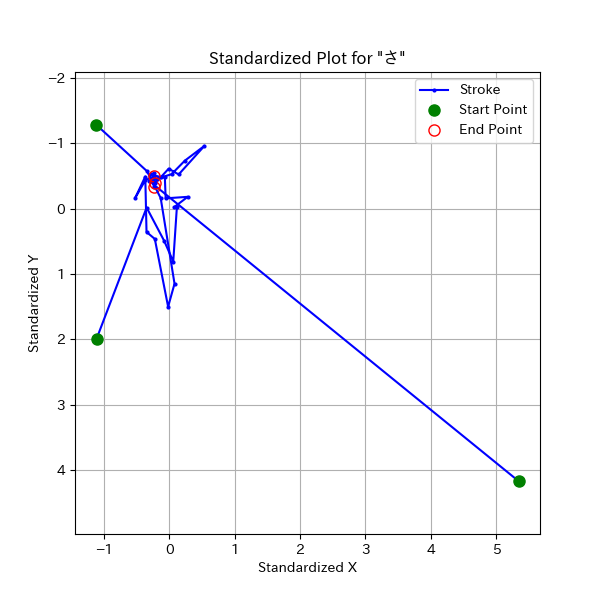 Standardized Plot for "さ"
Stroke
Start Point
End Point
−2
−1
0
1
2
3
4
Standardized Y
−1
0
1
2
3
4
5
Standardized X